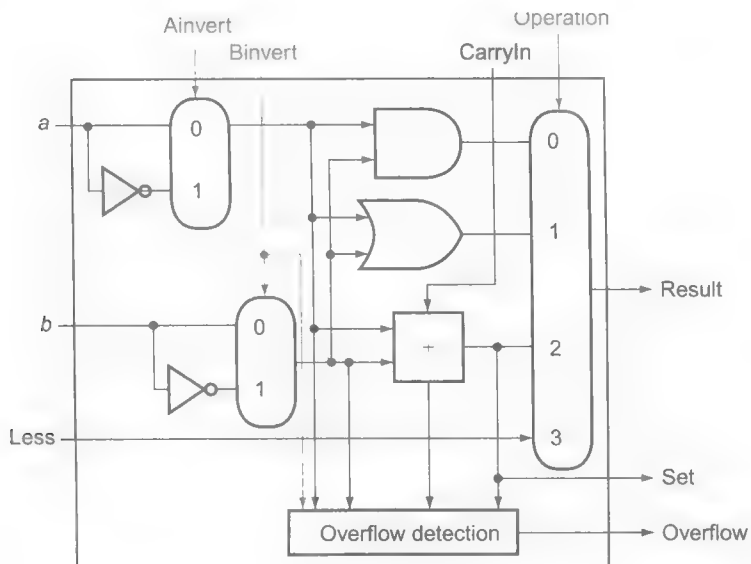 Operation
Ainvert
Binvert
CarryIn
a
0
1
0
1
b
0
1
+
2
Result
Less
3
Set
Overflow detection
Overflow